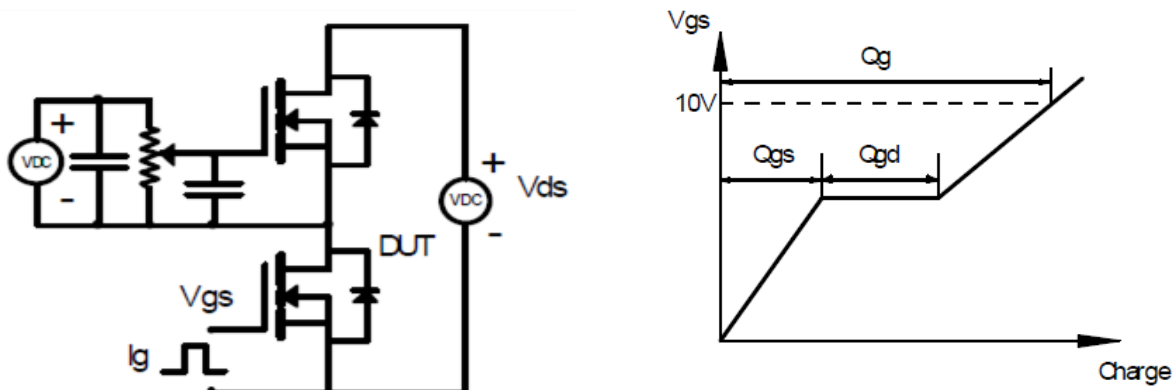 +
VDC
-
+
VDC
-
Vds
DUT
Vgs
Ig
Vgs
Qg
10V
Qgs
Qgd
Charge